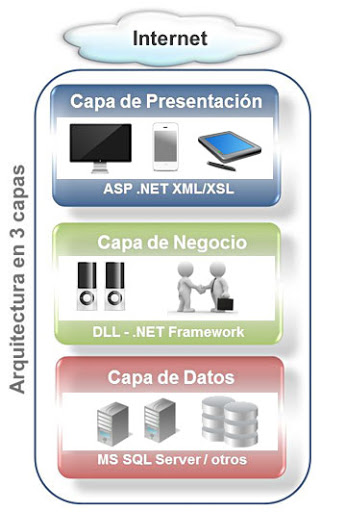 Internet
Arquitectura en 3 capas
Capa de Presentación
ASP .NET XML/XSL
Capa de Negocio
DLL - .NET Framework
Capa de Datos
MS SQL Server / otros